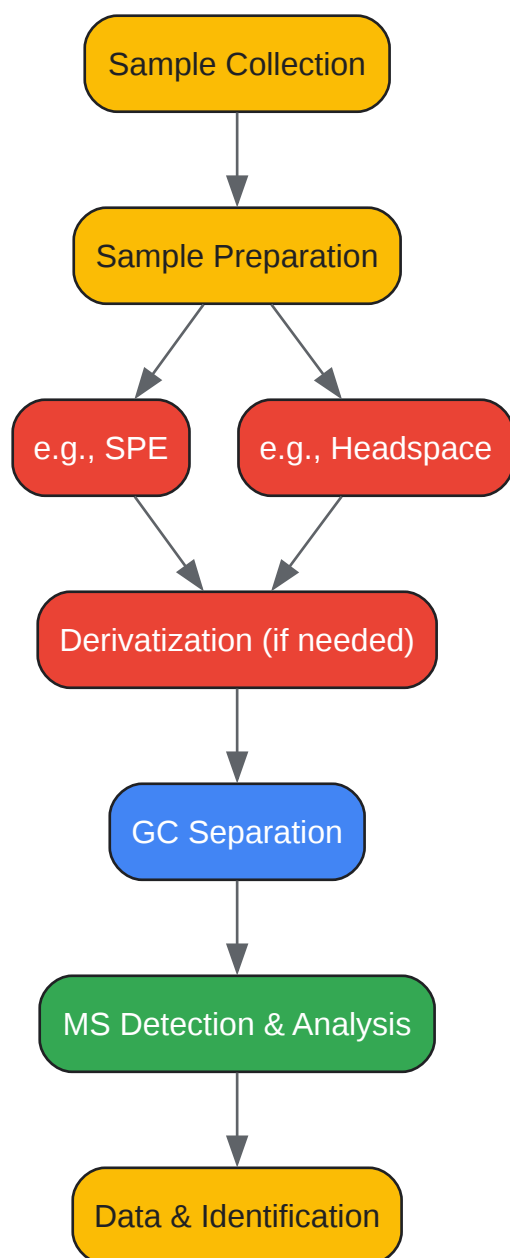 Sample Collection
Sample Preparation
e.g., SPE
e.g., Headspace
Derivatization (if needed)
GC Separation
MS Detection & Analysis
Data & Identification